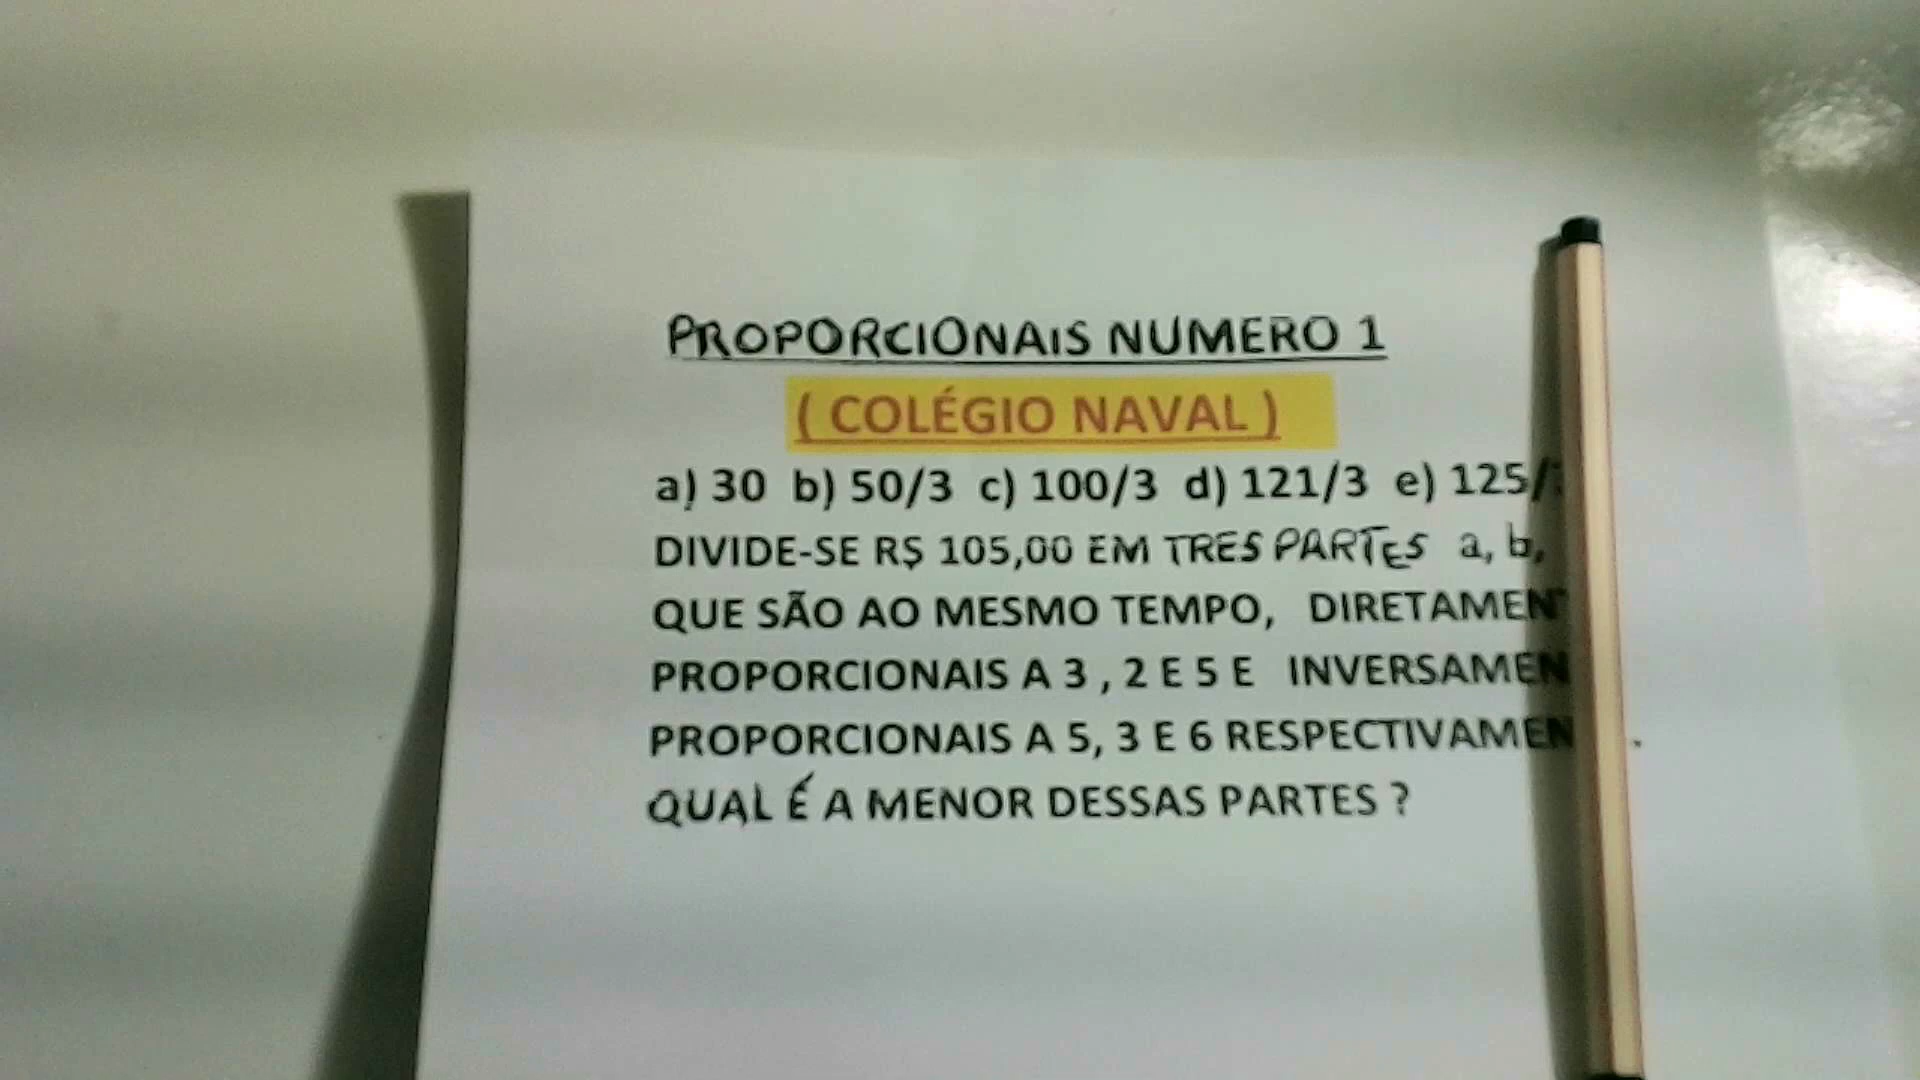 PROPORCIONAIS NUMERO 1
( COLÉGIO NAVAL )
a) 30 b) 50/3 c) 100/3 d) 121/3 e) 125/
DIVIDE-SE R$ 105,00 EM TRES PARTES a, b,
QUE SÃO AO MESMO TEMPO, DIRETAMEN
PROPORCIONAIS A 3 , 2 E 5 E INVERSAMEN
PROPORCIONAIS A 5, 3 E 6 RESPECTIVAMEN .
QUAL É A MENOR DESSAS PARTES ?